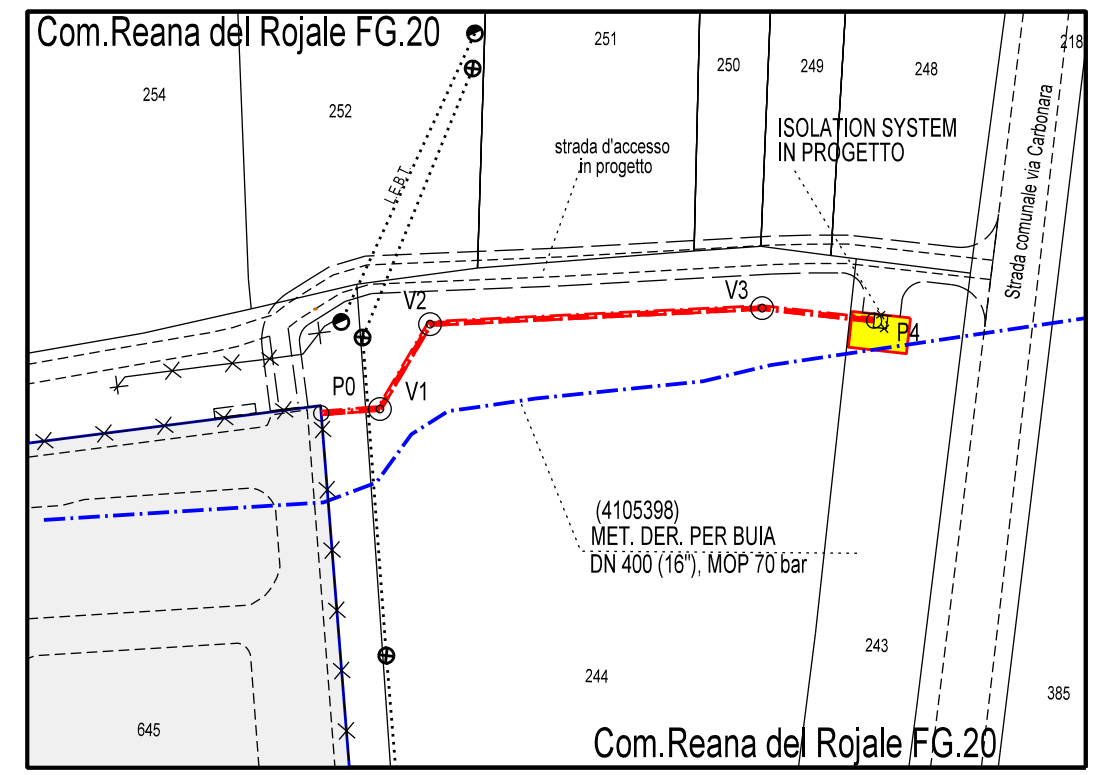 Com.Reana del Rojale FG.20
251
218
250
249
248
254
252
ISOLATION SYSTEM
IN PROGETTO
strada d'accesso
in progetto
L.E.B.T.
Strada comunale via Carbonara
V2
V3
P4
P0
V1
(4105398)
MET. DER. PER BUIA
DN 400 (16"), MOP 70 bar
243
244
385
645
Com.Reana del Rojale FG.20